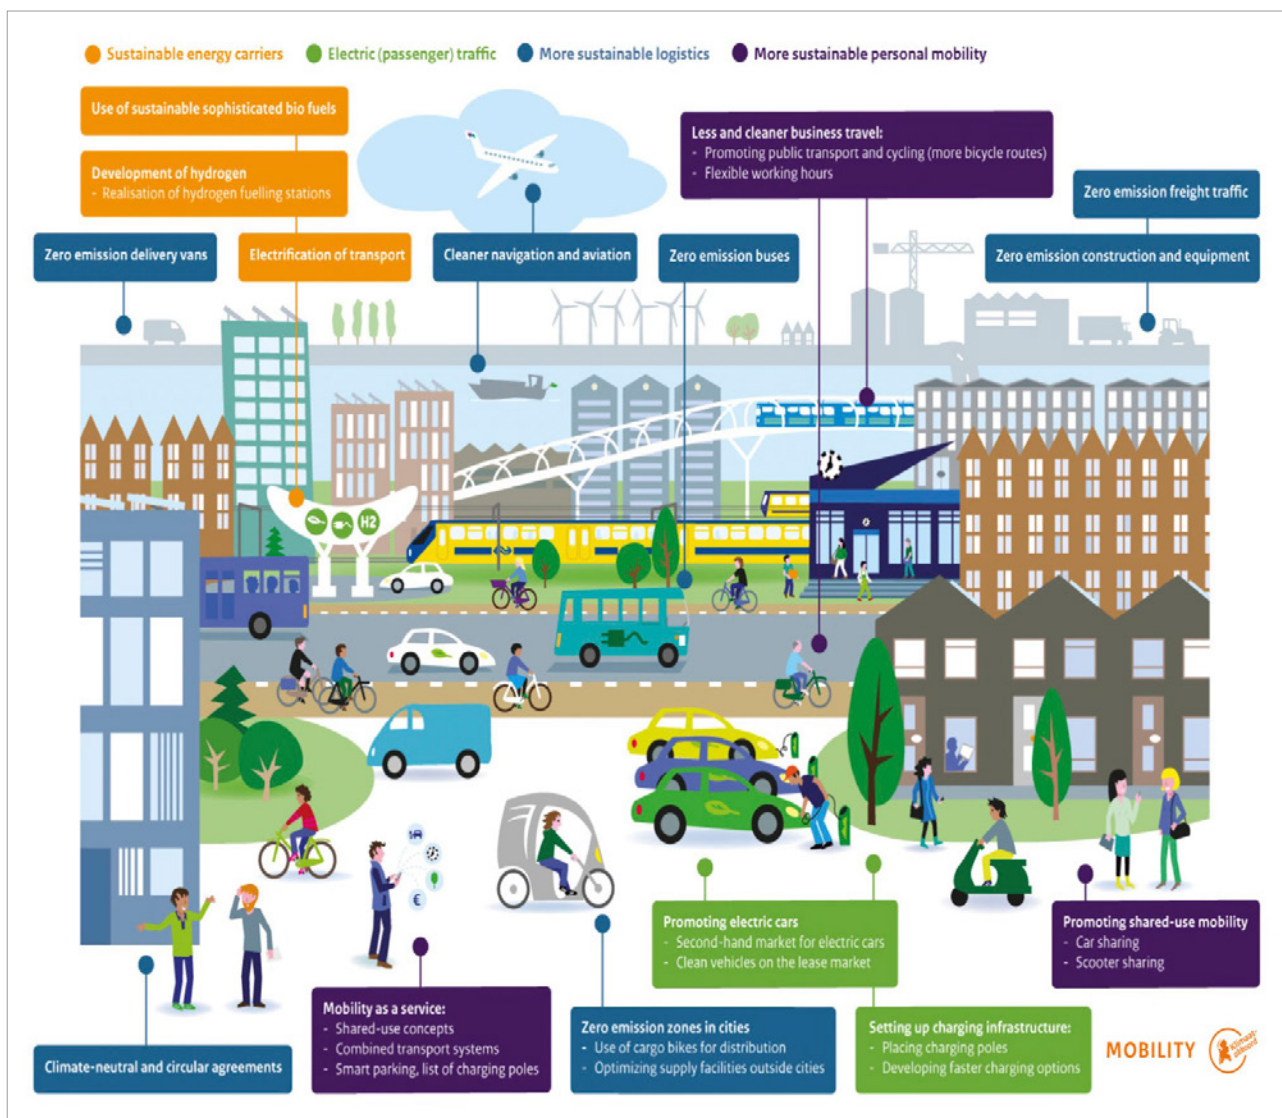 Sustainable energy carriers
Electric (passenger) traffic
More sustainable logistics
More sustainable personal mobility
Use of sustainable sophisticated bio fuels
Development of hydrogen
- Realisation of hydrogen fuelling stations
Less and cleaner business travel:
- Promoting public transport and cycling (more bicycle routes)
- Flexible working hours
Zero emission freight traffic
Zero emission delivery vans
Electrification of transport
Cleaner navigation and aviation
Zero emission buses
Zero emission construction and equipment
H2
€
Promoting electric cars
- Second-hand market for electric cars
- Clean vehicles on the lease market
Promoting shared-use mobility
- Car sharing
- Scooter sharing
Mobility as a service:
- Shared-use concepts
- Combined transport systems
- Smart parking, list of charging poles
Zero emission zones in cities
- Use of cargo bikes for distribution
- Optimizing supply facilities outside cities
Setting up charging infrastructure:
- Placing charging poles
- Developing faster charging options
Climate-neutral and circular agreements
MOBILITY
Klimaat-
akkoord